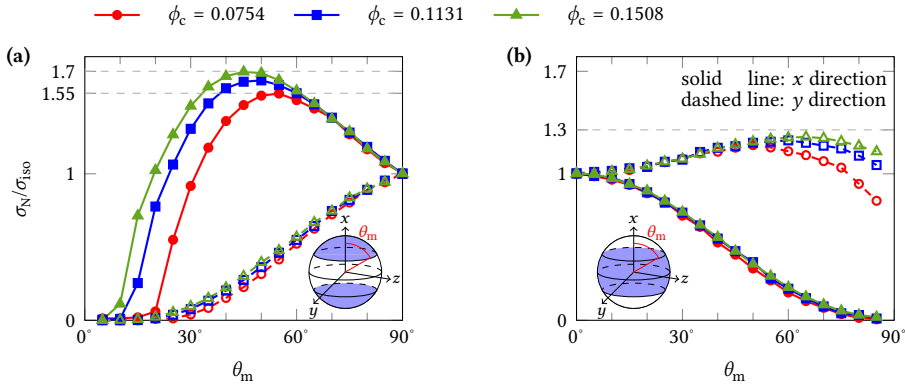 ϕc = 0.0754 ϕc = 0.1131 ϕc = 0.1508
(a) (b)
1.7
1.55
1
0
σN/σiso
0° 30° 60° 90°
θm
x
θm
z
y
solid line: x direction
dashed line: y direction
1.3
1
0
0° 30° 60° 90°
θm
x
θm
z
y